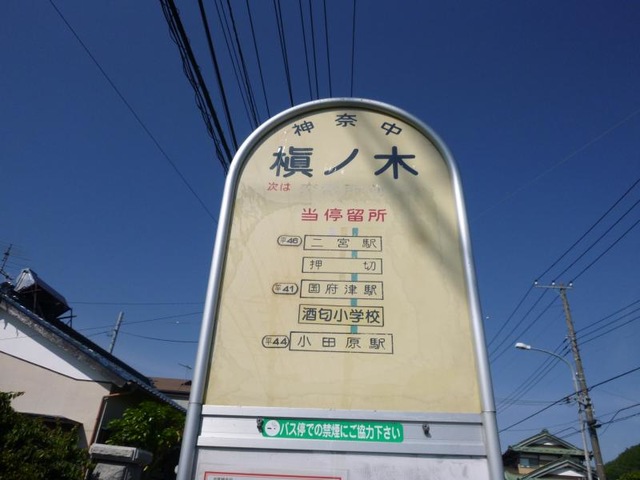 神奈中
槇ノ木
次は
当停留所
平46 二宮駅
押切
平41 国府津駅
酒匂小学校
平44 小田原駅
バス停での禁煙にご協力下さい